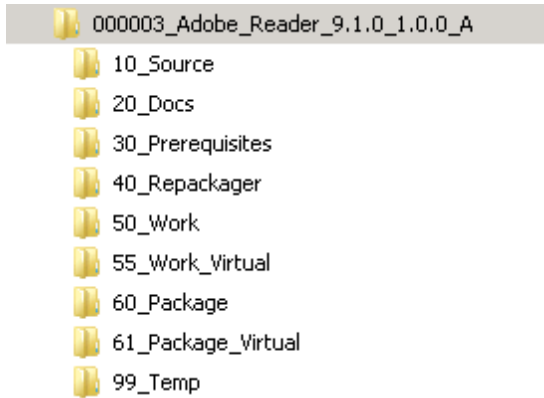 000003_Adobe_Reader_9.1.0_1.0.0_A
10_Source
20_Docs
30_Prerequisites
40_Repackager
50_Work
55_Work_Virtual
60_Package
61_Package_Virtual
99_Temp